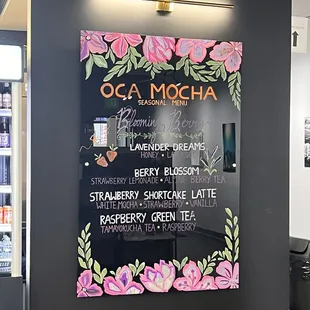 OCA MOCHA
SEASONAL MENU
Blooming Berry
LAVENDER DREAMS
HONEY •
BERRY BLOSSOM
STRAWBERRY LEMONADE • BERRY TEA
STRAWBERRY SHORTCAKE LATTE
WHITE MOCHA • STRAWBERRY • VANILLA
RASPBERRY GREEN TEA
TAMAYOKUCHA TEA • RASPBERRY